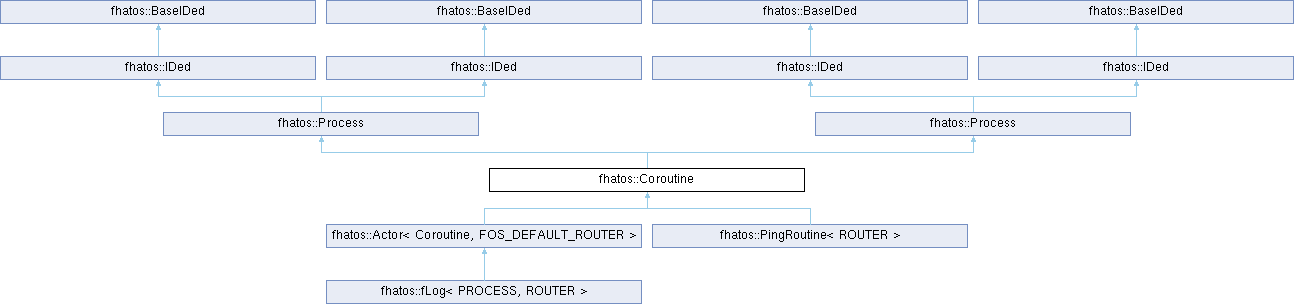 fhatos::BaseIDed
fhatos::BaseIDed
fhatos::BaseIDed
fhatos::BaseIDed
fhatos::IDed
fhatos::IDed
fhatos::IDed
fhatos::IDed
fhatos::Process
fhatos::Process
fhatos::Coroutine
fhatos::Actor< Coroutine, FOS_DEFAULT_ROUTER >
fhatos::PingRoutine< ROUTER >
fhatos::fLog< PROCESS, ROUTER >